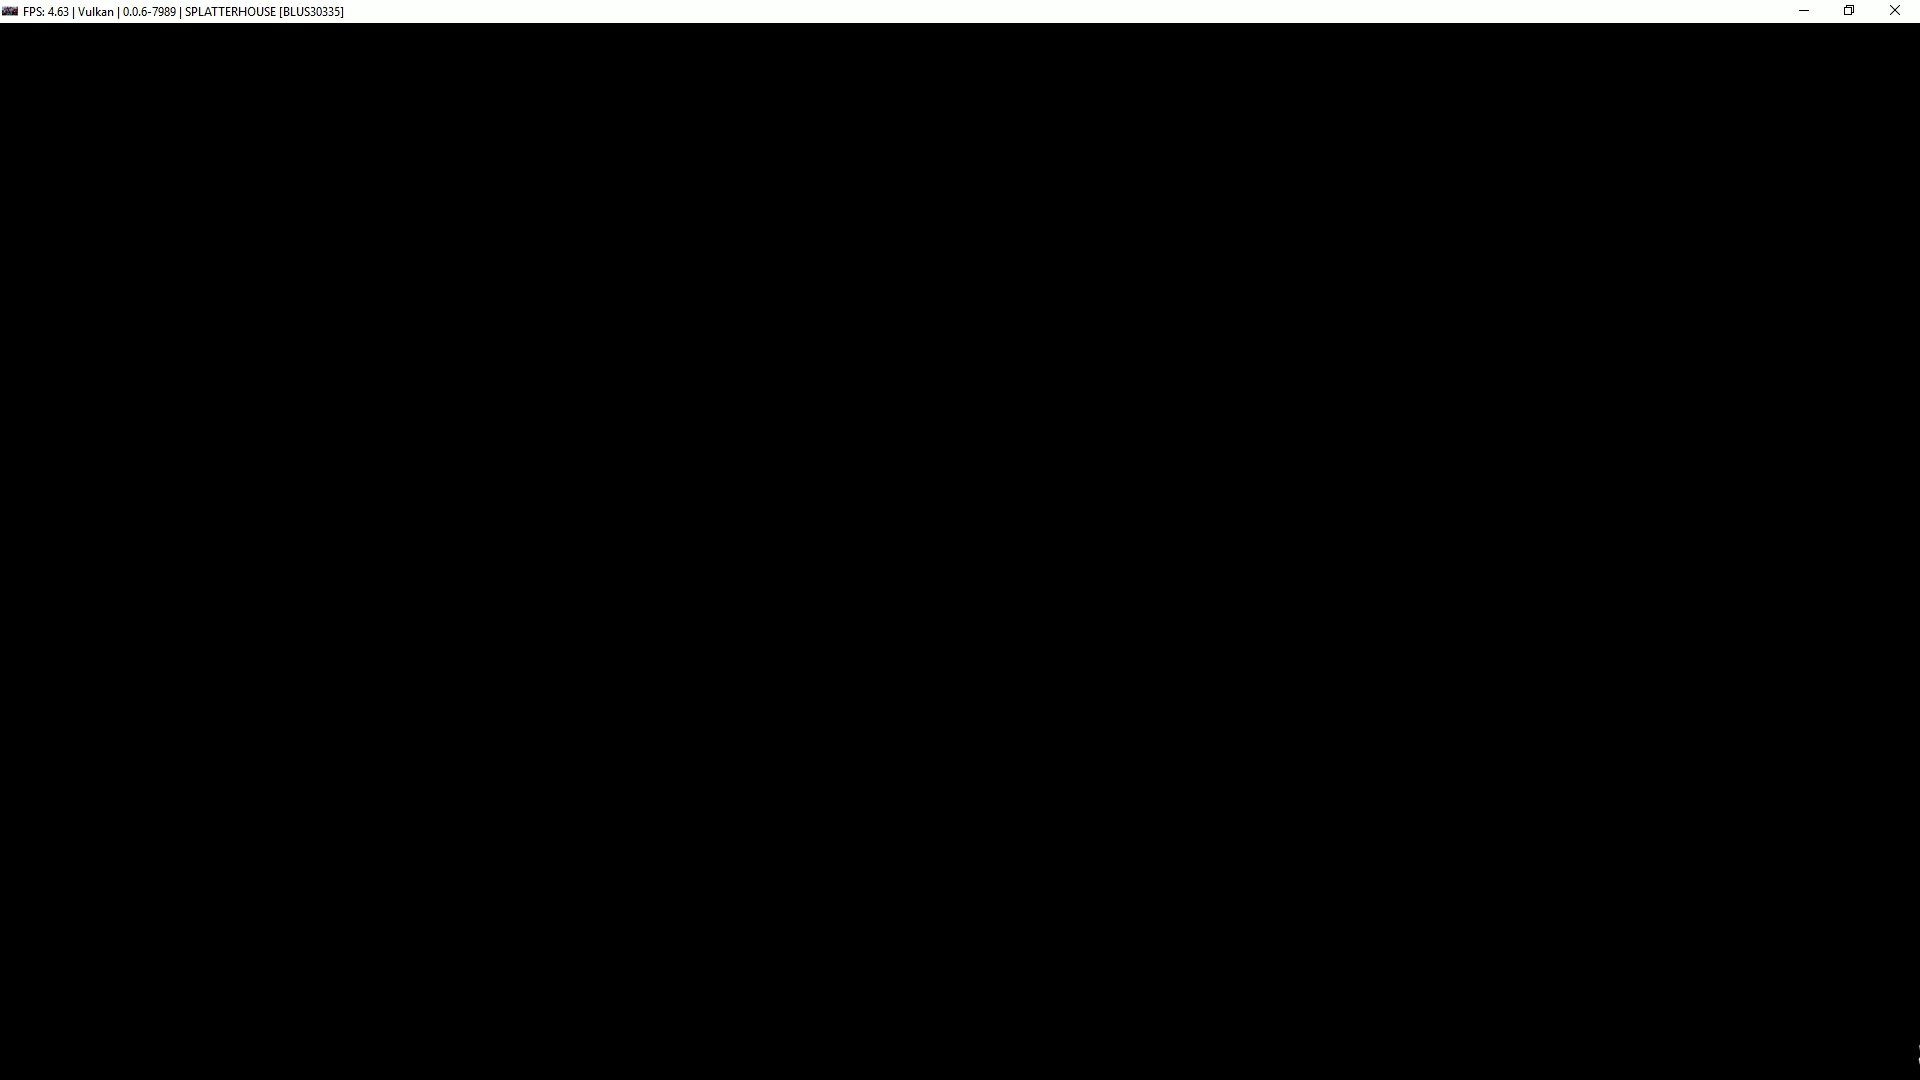 FPS: 4.63 | Vulkan | 0.0.6-7989 | SPLATTERHOUSE [BLUS30335]